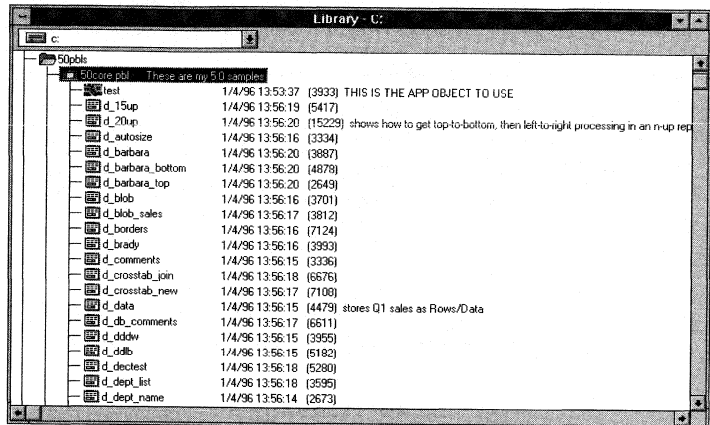 Library - C:
c:
50pbls
50core.pbl These are my 5.0 samples
test 1/4/96 13:53:37 (3933) THIS IS THE APP OBJECT TO USE
d_15up 1/4/96 13:56:19 (5417)
d_20up 1/4/96 13:56:20 (15229) shows how to get top-to-bottom, then left-to-right processing in an n-up rep
d_autosize 1/4/96 13:56:16 (3334)
d_barbara 1/4/96 13:56:20 (3887)
d_barbara_bottom 1/4/96 13:56:20 (4878)
d_barbara_top 1/4/96 13:56:20 (2649)
d_blob 1/4/96 13:56:16 (3701)
d_blob_sales 1/4/96 13:56:17 (3812)
d_borders 1/4/96 13:56:16 (7124)
d_brady 1/4/96 13:56:16 (3993)
d_comments 1/4/96 13:56:15 (3336)
d_crosstab_join 1/4/96 13:56:18 (6676)
d_crosstab_new 1/4/96 13:56:17 (7108)
d_data 1/4/96 13:56:15 (4479) stores Q1 sales as Rows/Data
d_db_comments 1/4/96 13:56:17 (6611)
d_dddw 1/4/96 13:56:15 (3955)
d_ddlb 1/4/96 13:56:15 (5182)
d_dectest 1/4/96 13:56:18 (5280)
d_dept_list 1/4/96 13:56:18 (3595)
d_dept_name 1/4/96 13:56:14 (2673)